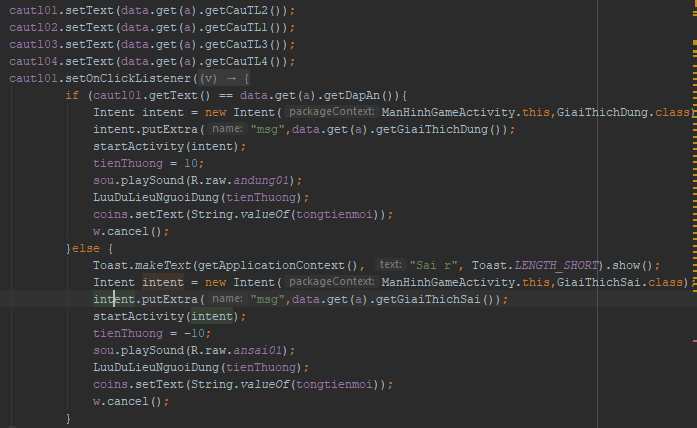 cautl01.setText(data.get(a).getCauTL2());
cautl02.setText(data.get(a).getCauTL1());
cautl03.setText(data.get(a).getCauTL3());
cautl04.setText(data.get(a).getCauTL4());
cautl01.setOnClickListener((v) → {
if (cautl01.getText() == data.get(a).getDapAn()){
Intent intent = new Intent( packageContext: ManHinhGameActivity.this,GiaiThichDung.class)
intent.putExtra( name: "msg",data.get(a).getGiaiThichDung());
startActivity(intent);
tienThuong = 10;
sou.playSound(R.raw.andung01);
LuuDuLieuNguoiDung(tienThuong);
coins.setText(String.valueOf(tongtienmoi));
w.cancel();
}else {
Toast.makeText(getApplicationContext(), text: "Sai r", Toast.LENGTH_SHORT).show();
Intent intent = new Intent( packageContext: ManHinhGameActivity.this,GiaiThichSai.class);
intent.putExtra( name: "msg",data.get(a).getGiaiThichSai());
startActivity(intent);
tienThuong = -10;
sou.playSound(R.raw.ansai01);
LuuDuLieuNguoiDung(tienThuong);
coins.setText(String.valueOf(tongtienmoi));
w.cancel();
}